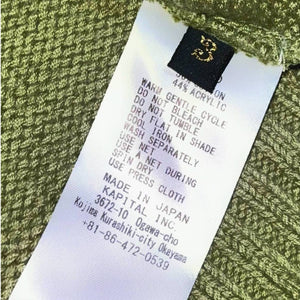 3
44% ACRYLIC
WARM GENTLE CYCLE
DO NOT BLEACH
DO NOT TUMBLE
DRY FLAT IN SHADE
COOL IRON
WASH SEPARATELY
USE A NET DURING
SPIN DRY
USE PRESS CLOTH
MADE IN JAPAN
KAPITAL INC.
3672-10 Ogawa-cho
Kojima Kurashiki-city Okayama
+81-86-472-0539